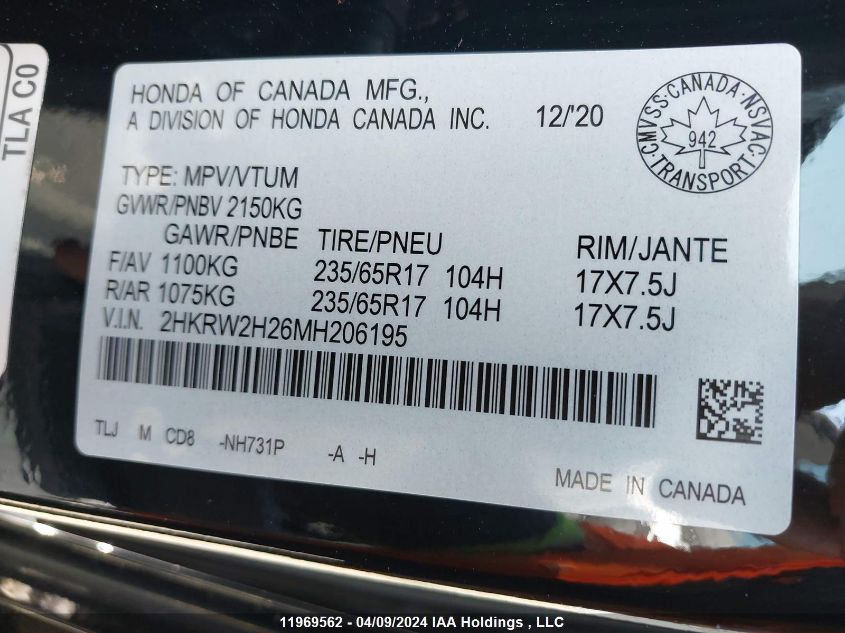 TLA C0
HONDA OF CANADA MFG.,
A DIVISION OF HONDA CANADA INC. 12/'20
CMVSS·CANADA·NSVAC·TRANSPORT·
942
TYPE: MPV/VTUM
GVWR/PNBV 2150KG
GAWR/PNBE TIRE/PNEU RIM/JANTE
F/AV 1100KG 235/65R17 104H 17X7.5J
R/AR 1075KG 235/65R17 104H 17X7.5J
V.I.N. 2HKRW2H26MH206195
TLJ M CD8 -NH731P -A -H
MADE IN CANADA
11969562 - 04/09/2024 IAA Holdings , LLC